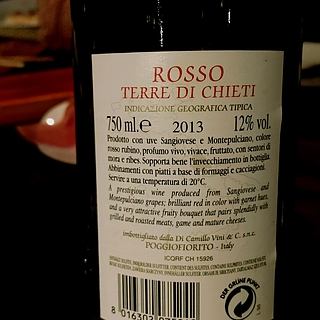 ROSSO
TERRE DI CHIETI
INDICAZIONE GEOGRAFICA TIPICA
750 ml.℮ 2013 12% vol.
Prodotto con uve Sangiovese e Montepulciano, colore
rosso rubino, profumo vivo, vivace, fruttato, con sentori di
mora e ribes. Sopporta bene l'invecchiamento in bottiglia.
Abbinamenti con piatti a base di formaggi e cacciagioni.
Servire a una temperatura di 20°C.
A prestigious wine produced from Sangiovese and
Montepulciano grapes; brilliant red in color with garnet hues,
and a very attractive fruity bouquet that pairs splendidly with
grilled and roasted meats, game and mature cheeses.
imbottigliato dalla Di Camillo Vini & C. s.n.c.
POGGIOFIORITO - Italy
ICQRF CH 15926
DER GRÜNE PUNKT
8 016302